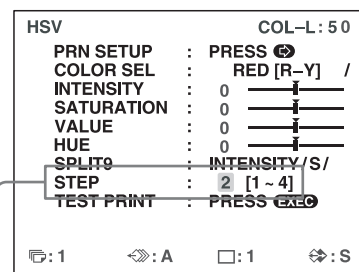 HSV COL–L:50
PRN SETUP : PRESS
COLOR SEL : RED [R–Y] /
INTENSITY : 0
SATURATION : 0
VALUE : 0
HUE : 0
SPLIT9 : INTENSITY/S/
STEP : 2 [1 ~ 4]
TEST PRINT : PRESS EXEC
:1 :A :1 :S